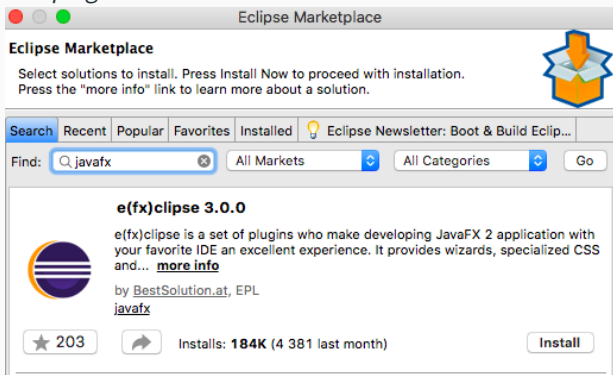 Eclipse Marketplace
Eclipse Marketplace
Select solutions to install. Press Install Now to proceed with installation.
Press the "more info" link to learn more about a solution.
Search Recent Popular Favorites Installed Eclipse Newsletter: Boot & Build Eclip...
Find: javafx All Markets All Categories Go
e(fx)clipse 3.0.0
e(fx)clipse is a set of plugins who make developing JavaFX 2 application with
your favorite IDE an excellent experience. It provides wizards, specialized CSS
and... more info
by BestSolution.at, EPL
javafx
203 Installs: 184K (4 381 last month) Install